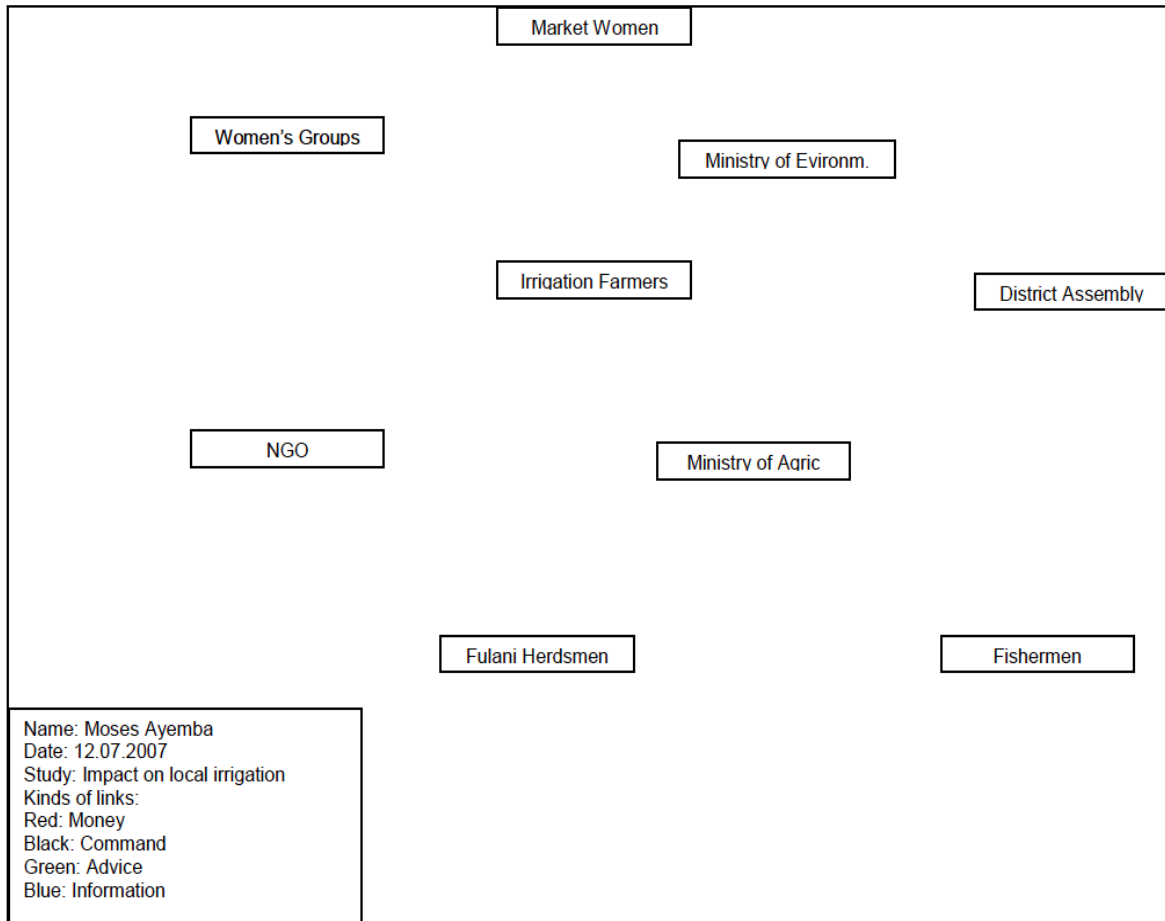 Market Women
Women's Groups
Ministry of Evironm.
Irrigation Farmers
District Assembly
NGO
Ministry of Agric
Fulani Herdsmen
Fishermen
Name: Moses Ayemba
Date: 12.07.2007
Study: Impact on local irrigation
Kinds of links:
Red: Money
Black: Command
Green: Advice
Blue: Information